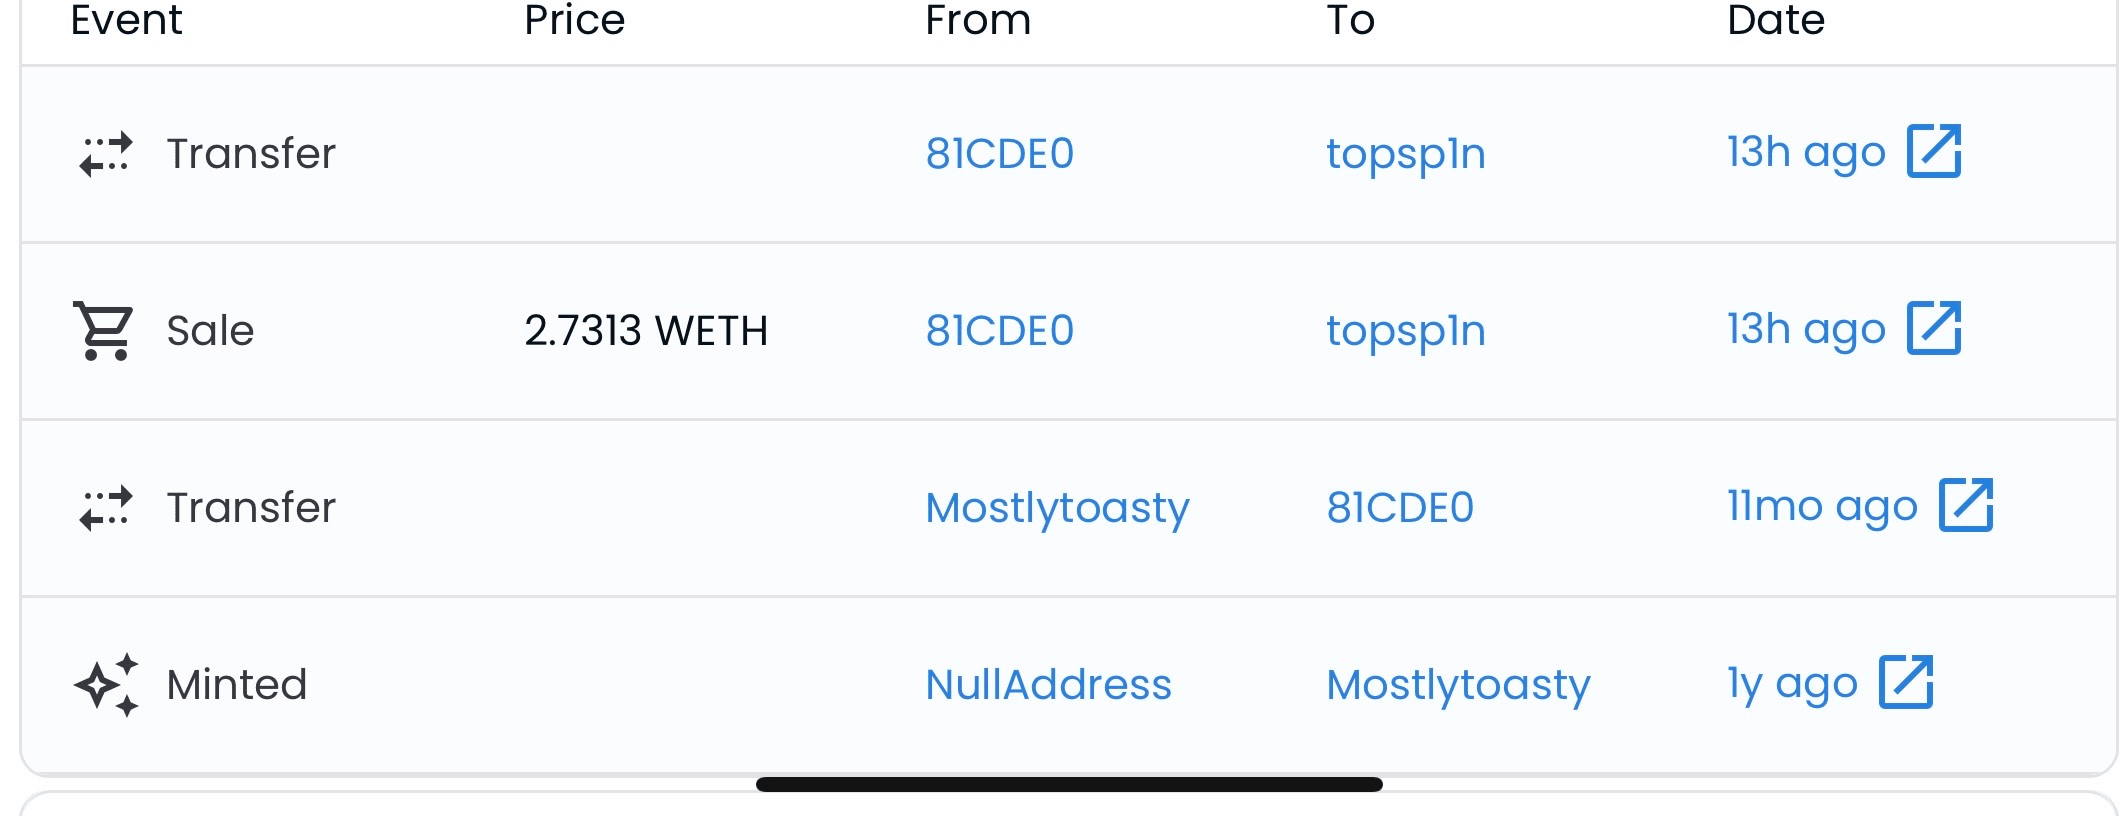 Event Price From To Date
Transfer 81CDE0 topsp1n 13h ago
Sale 2.7313 WETH 81CDE0 topsp1n 13h ago
Transfer Mostlytoasty 81CDE0 11mo ago
Minted NullAddress Mostlytoasty 1y ago